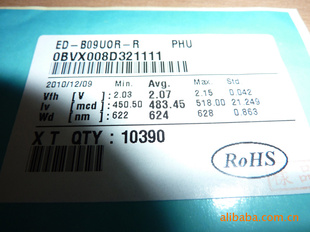 ED-B09UOR-R PHU
0BVX008D321111
2010/12/09 Min. Avg. Max. Std
Vfh [V] : 2.03 2.07 2.15 0.042
Iv [mcd] : 450.50 483.45 518.00 21.249
Wd [nm] : 622 624 628 0.863
X T QTY : 10390
RoHS
alibaba.com.cn